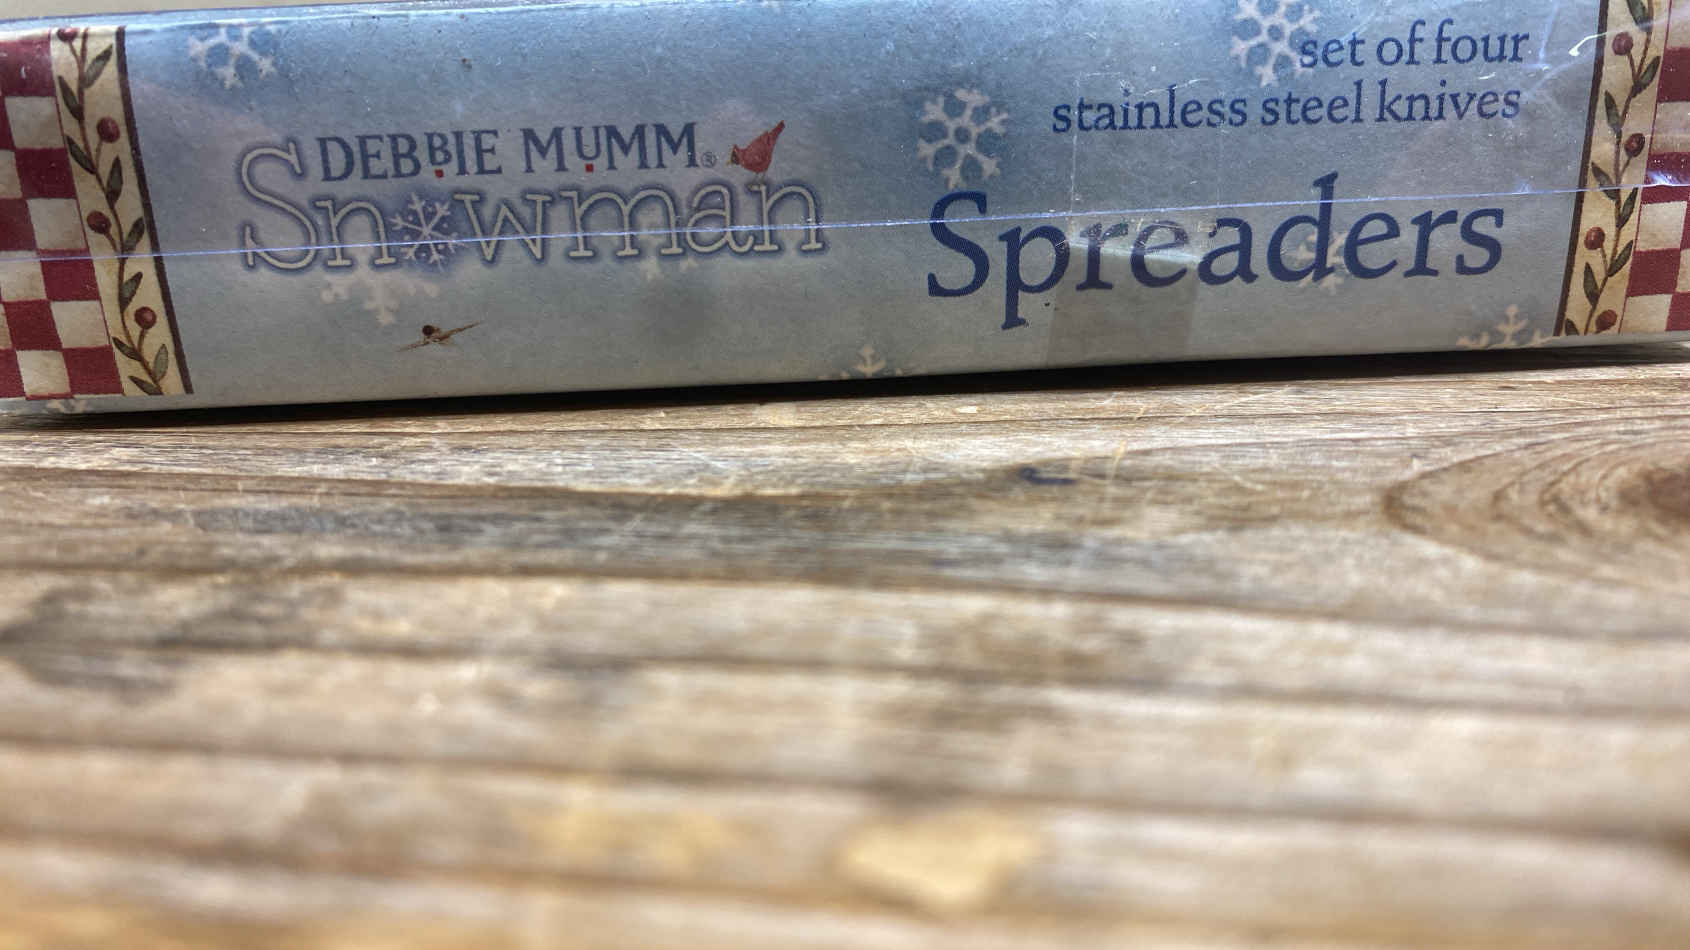 DEBBIE MUMM®
Snowman
set of four
stainless steel knives
Spreaders